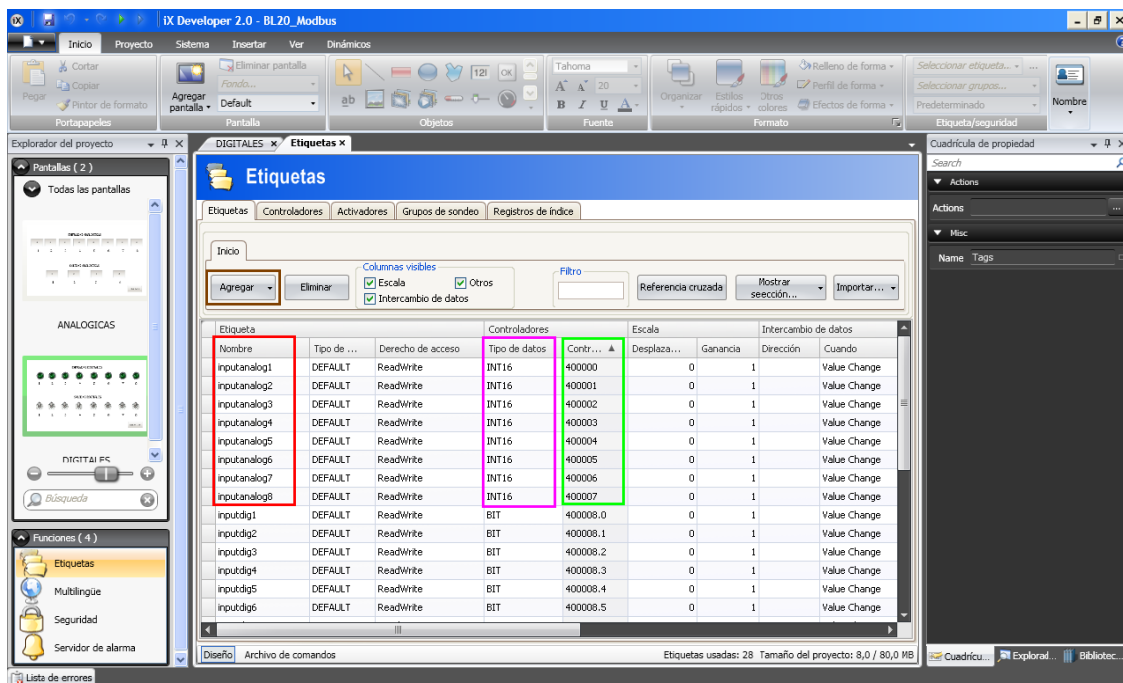 iX Developer 2.0 - BL20_Modbus
Inicio Proyecto Sistema Insertar Ver Dinámicos
Pegar
Cortar
Copiar
Pintor de formato
Portapapeles
Agregar pantalla
Eliminar pantalla
Fondo...
Default
Pantalla
ab
12|
OK
Objetos
Tahoma
A A 20
B I U A
Fuente
Organizar
Estilos rápidos
Otros colores
Relleno de forma
Perfil de forma
Efectos de forma
Formato
Seleccionar etiqueta... ...
Seleccionar grupos...
Predeterminado
Etiqueta/seguridad
Nombre
Explorador del proyecto
Pantallas ( 2 )
Todas las pantallas
ANALOGICAS
DIGITALES
Búsqueda
Funciones ( 4 )
Etiquetas
Multilingüe
Seguridad
Servidor de alarma
DIGITALES x Etiquetas x
Etiquetas
Etiquetas Controladores Activadores Grupos de sondeo Registros de índice
Inicio
Agregar
Eliminar
Columnas visibles
Escala Otros
Intercambio de datos
Filtro
Referencia cruzada
Mostrar seección...
Importar...
Etiqueta Controladores Escala Intercambio de datos
Nombre Tipo de ... Derecho de acceso Tipo de datos Contr... Desplaza... Ganancia Dirección Cuando
inputanalog1 DEFAULT ReadWrite INT16 400000 0 1 Value Change
inputanalog2 DEFAULT ReadWrite INT16 400001 0 1 Value Change
inputanalog3 DEFAULT ReadWrite INT16 400002 0 1 Value Change
inputanalog4 DEFAULT ReadWrite INT16 400003 0 1 Value Change
inputanalog5 DEFAULT ReadWrite INT16 400004 0 1 Value Change
inputanalog6 DEFAULT ReadWrite INT16 400005 0 1 Value Change
inputanalog7 DEFAULT ReadWrite INT16 400006 0 1 Value Change
inputanalog8 DEFAULT ReadWrite INT16 400007 0 1 Value Change
inputdig1 DEFAULT ReadWrite BIT 400008.0 0 1 Value Change
inputdig2 DEFAULT ReadWrite BIT 400008.1 0 1 Value Change
inputdig3 DEFAULT ReadWrite BIT 400008.2 0 1 Value Change
inputdig4 DEFAULT ReadWrite BIT 400008.3 0 1 Value Change
inputdig5 DEFAULT ReadWrite BIT 400008.4 0 1 Value Change
inputdig6 DEFAULT ReadWrite BIT 400008.5 0 1 Value Change
Diseño Archivo de comandos
Etiquetas usadas: 28 Tamaño del proyecto: 8,0 / 80,0 MB
Cuadrícula de propiedad
Search
Actions
Actions ...
Misc
Name Tags
Cuadrícu... Explorad... Bibliotec...
Lista de errores